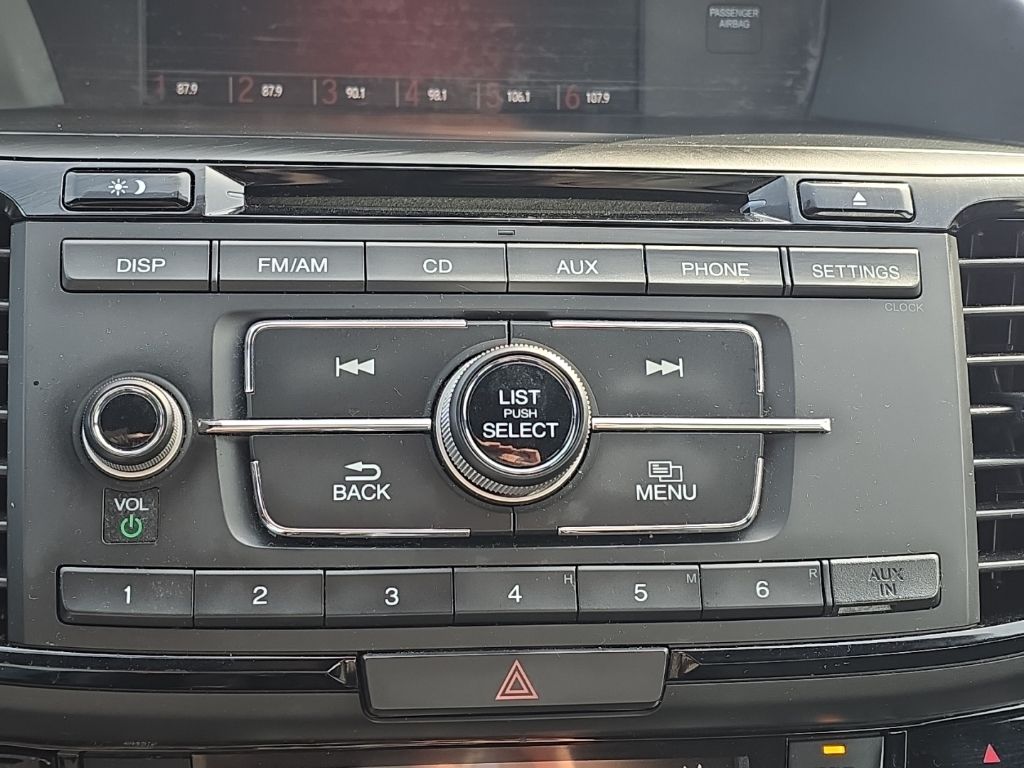 PASSENGER
AIRBAG
1 87.9 2 87.9 3 90.1 4 98.1 5 106.1 6 107.9
DISP FM/AM CD AUX PHONE SETTINGS
CLOCK
LIST
PUSH
SELECT
BACK MENU
VOL
1 2 3 4 H 5 M 6 R
AUX
IN